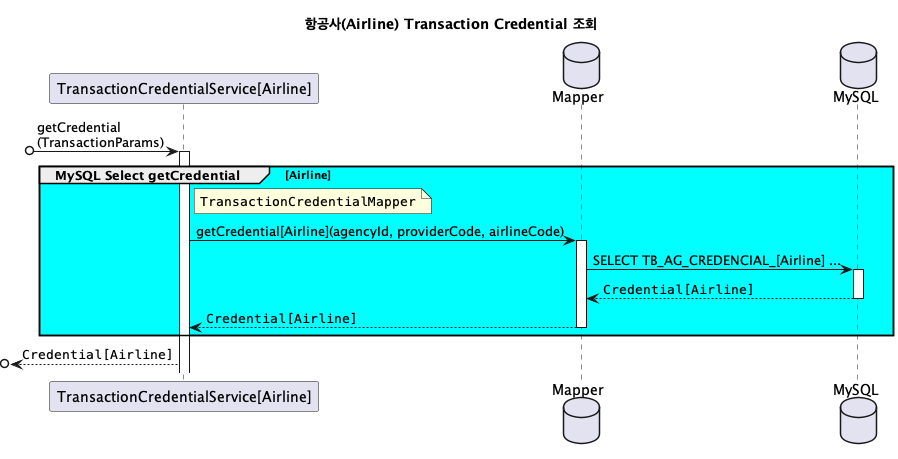 항공사(Airline) Transaction Credential 조회
TransactionCredentialService[Airline]
Mapper
MySQL
getCredential
(TransactionParams)
MySQL Select getCredential
[Airline]
TransactionCredentialMapper
getCredential[Airline](agencyId, providerCode, airlineCode)
SELECT TB_AG_CREDENCIAL_[Airline] ...
Credential[Airline]
Credential[Airline]
Credential[Airline]
TransactionCredentialService[Airline]
Mapper
MySQL